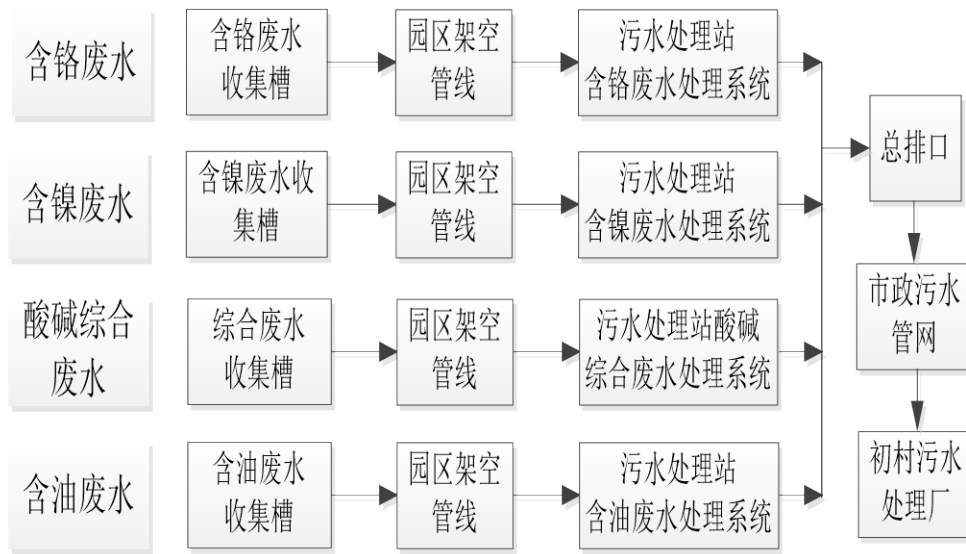 含铬废水
含铬废水
收集槽
园区架空
管线
污水处理站
含铬废水处理系统
总排口
含镍废水
含镍废水收
集槽
园区架空
管线
污水处理站
含镍废水处理系统
市政污水
管网
酸碱综合
废水
综合废水
收集槽
园区架空
管线
污水处理站酸碱
综合废水处理系统
初村污水
处理厂
含油废水
含油废水
收集槽
园区架空
管线
污水处理站
含油废水处理系统